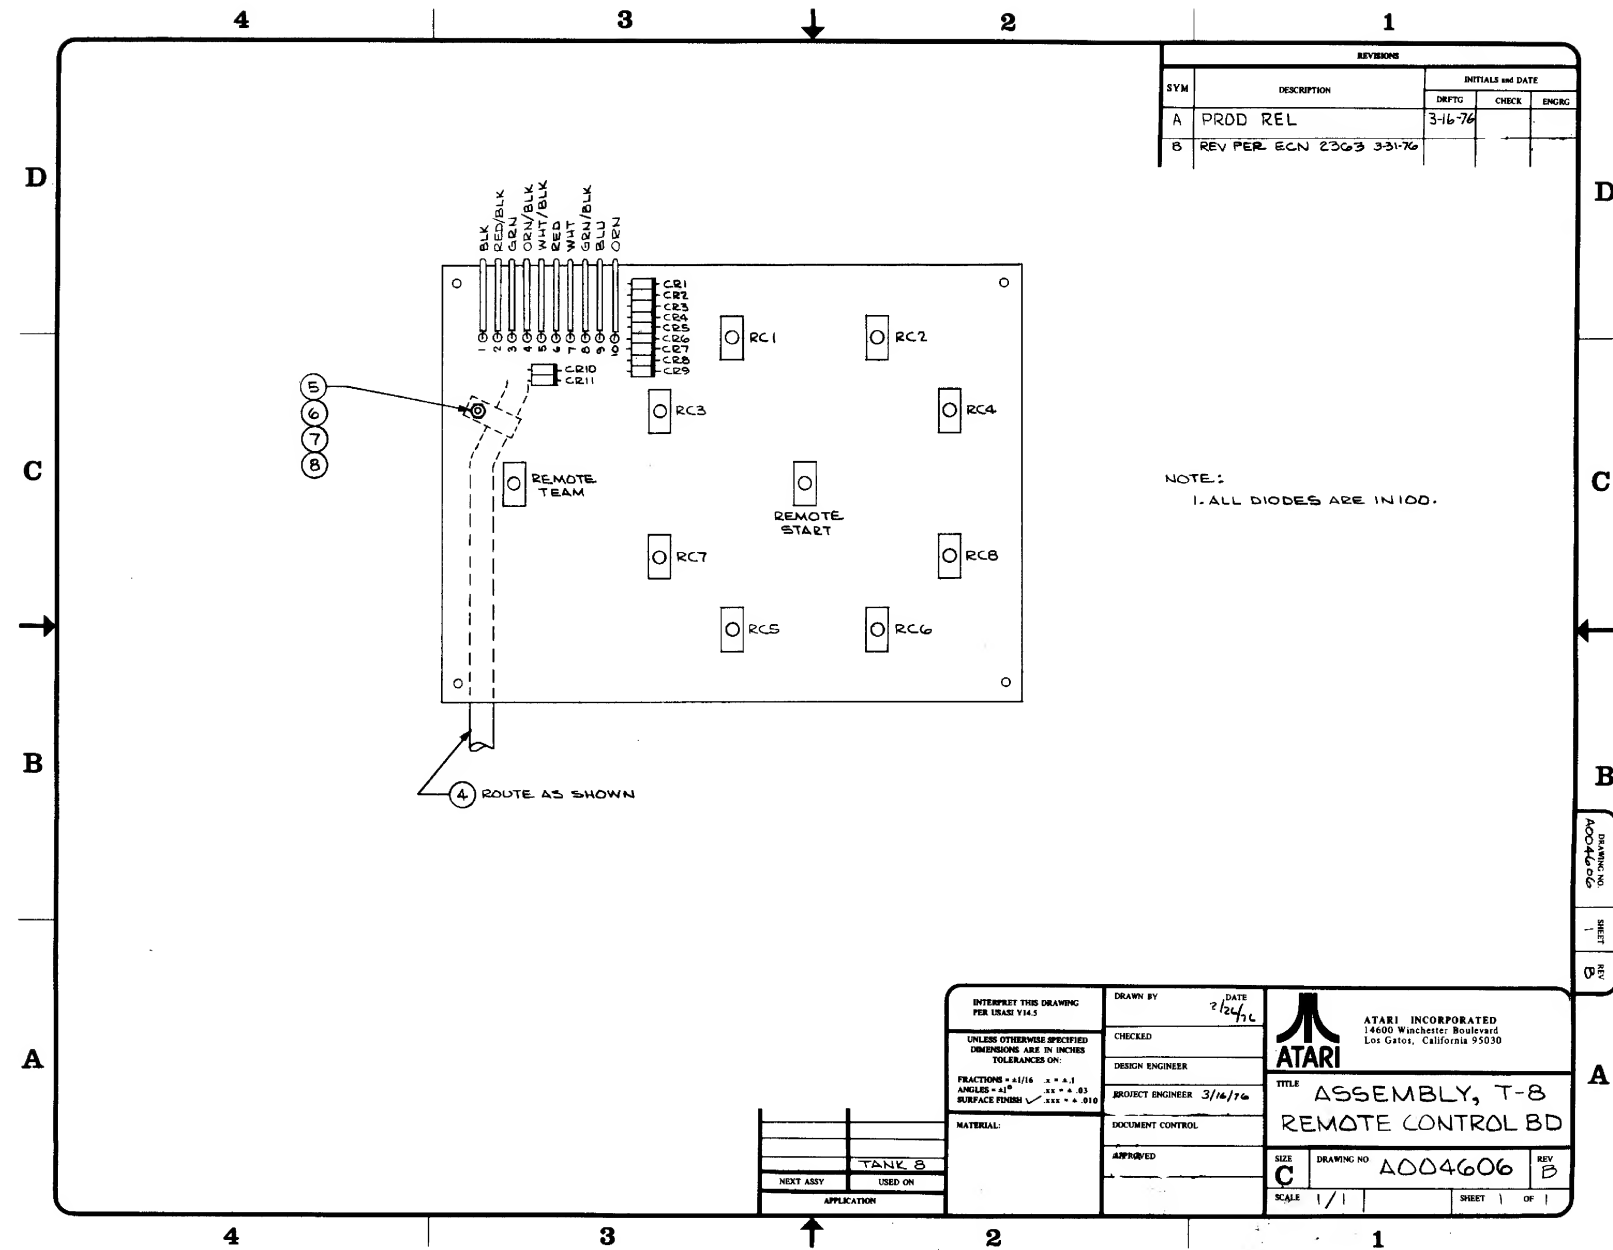 4 3 2 1
REVISIONS
SYM DESCRIPTION INITIALS and DATE
DRFTG CHECK ENGRG
A PROD REL 3-16-76
B REV PER ECN 2363 3-31-76
D D
BLK
RED/BLK
GRN
ORN/BLK
WHT/BLK
RED
WHT
GRN/BLK
BLU
ORN
1 2 3 4 5 6 7 8 9 10
CR1
CR2
CR3
CR4
CR5
CR6
CR7
CR8
CR9
CR10
CR11
RC1 RC2
RC3 RC4
5
6
7
8
C C
REMOTE
TEAM
REMOTE
START
NOTE:
1. ALL DIODES ARE IN100.
RC7 RC8
RC5 RC6
B B
4 ROUTE AS SHOWN
DRAWING NO.
A004606
SHEET
1
REV
B
A A
INTERPRET THIS DRAWING
PER USASI Y14.5
UNLESS OTHERWISE SPECIFIED
DIMENSIONS ARE IN INCHES
TOLERANCES ON:
FRACTIONS = ±1/16 .x = ± .1
ANGLES = ±1° .xx = ± .03
SURFACE FINISH .xxx = ± .010
MATERIAL:
DRAWN BY DATE
2/26/76
CHECKED
DESIGN ENGINEER
PROJECT ENGINEER 3/16/76
DOCUMENT CONTROL
APPROVED
ATARI
ATARI INCORPORATED
14600 Winchester Boulevard
Los Gatos, California 95030
TITLE ASSEMBLY, T-8
REMOTE CONTROL BD
SIZE C DRAWING NO A004606 REV B
SCALE 1/1 SHEET 1 OF 1
TANK 8
NEXT ASSY USED ON
APPLICATION
4 3 2 1